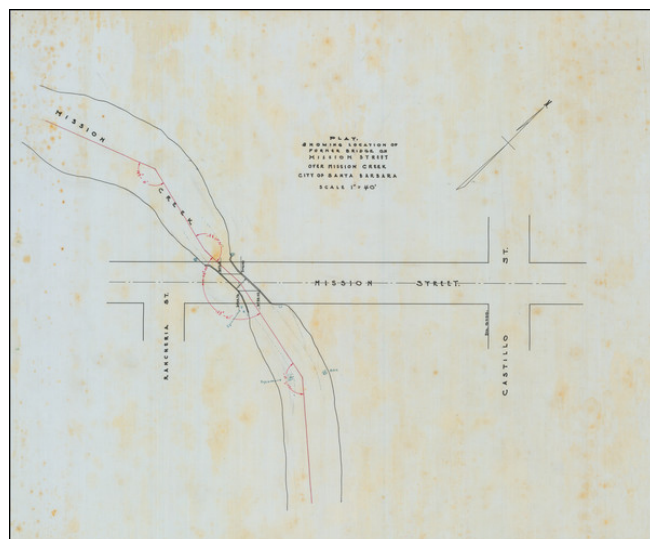 MISSION
CREEK
PLAT.
SHOWING LOCATION OF
FORMER BRIDGE ON
MISSION STREET
OVER MISSION CREEK
CITY OF SANTA BARBARA
SCALE 1"=40'
MISSION STREET.
RANCHERIA ST.
CASTILLO ST.